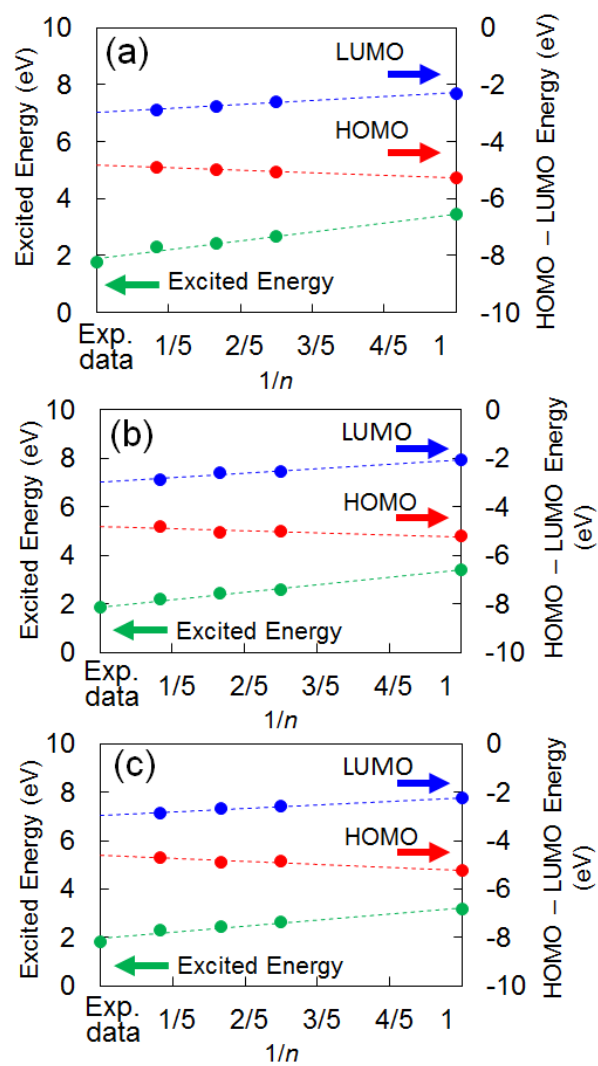 10
8
6
4
2
0
Excited Energy (eV)
(a)
LUMO
HOMO
Excited Energy
0
-2
-4
-6
-8
-10
HOMO – LUMO Energy (eV)
Exp.
data
1/5
2/5
3/5
4/5
1
1/n
10
8
6
4
2
0
Excited Energy (eV)
(b)
LUMO
HOMO
Excited Energy
0
-2
-4
-6
-8
-10
HOMO – LUMO Energy
(eV)
Exp.
data
1/5
2/5
3/5
4/5
1
1/n
10
8
6
4
2
0
Excited Energy (eV)
(c)
LUMO
HOMO
Excited Energy
0
-2
-4
-6
-8
-10
HOMO – LUMO Energy
(eV)
Exp.
data
1/5
2/5
3/5
4/5
1
1/n